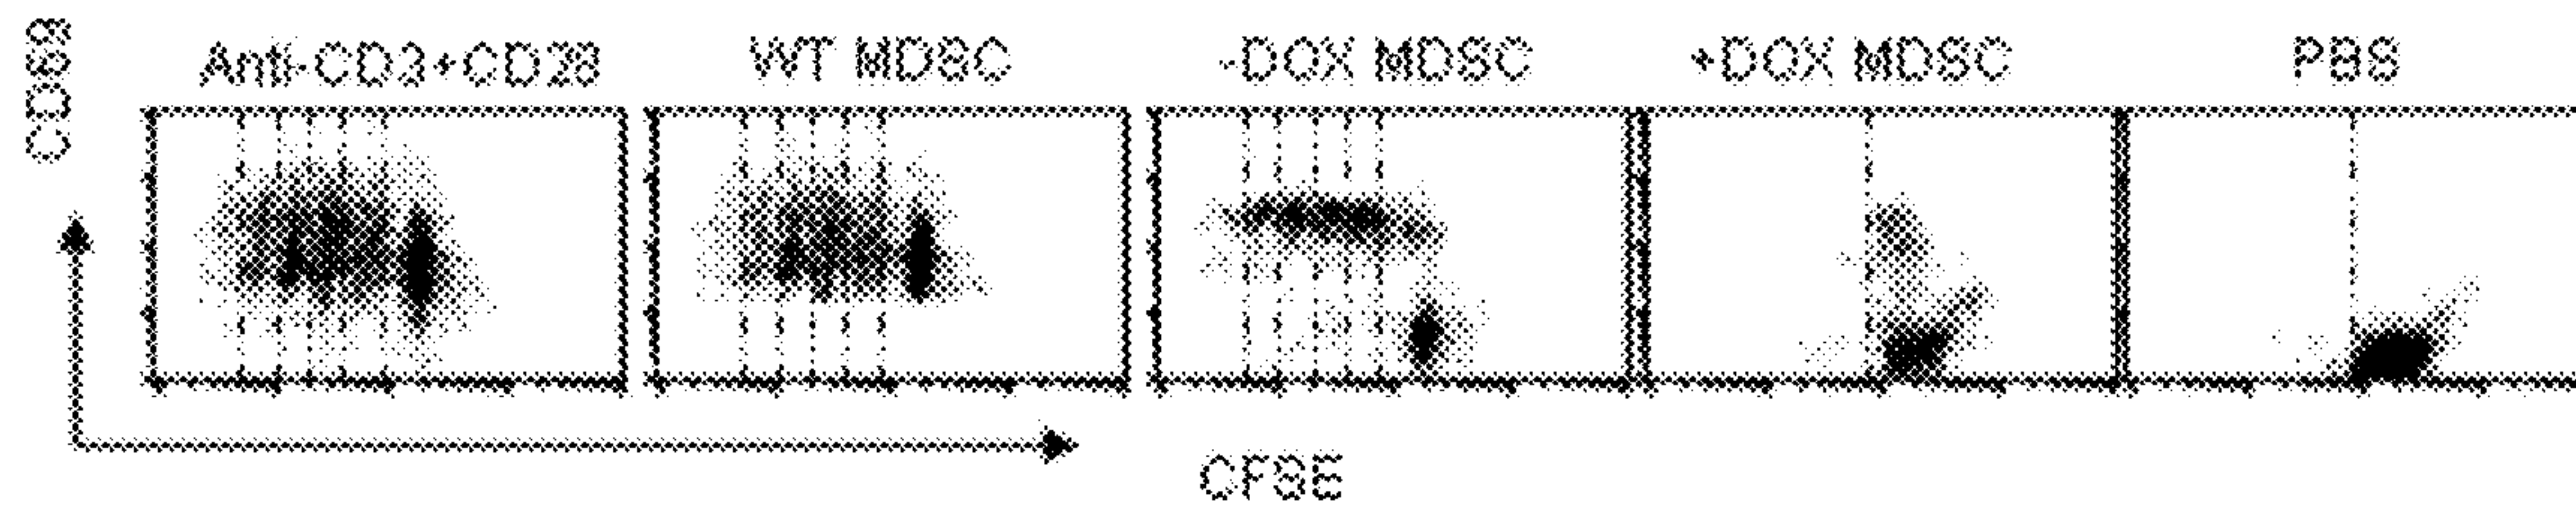 CD69
Anti-CD3+CD28
WT MDSC
-DOX MDSC
+DOX MDSC
PBS
CFSE